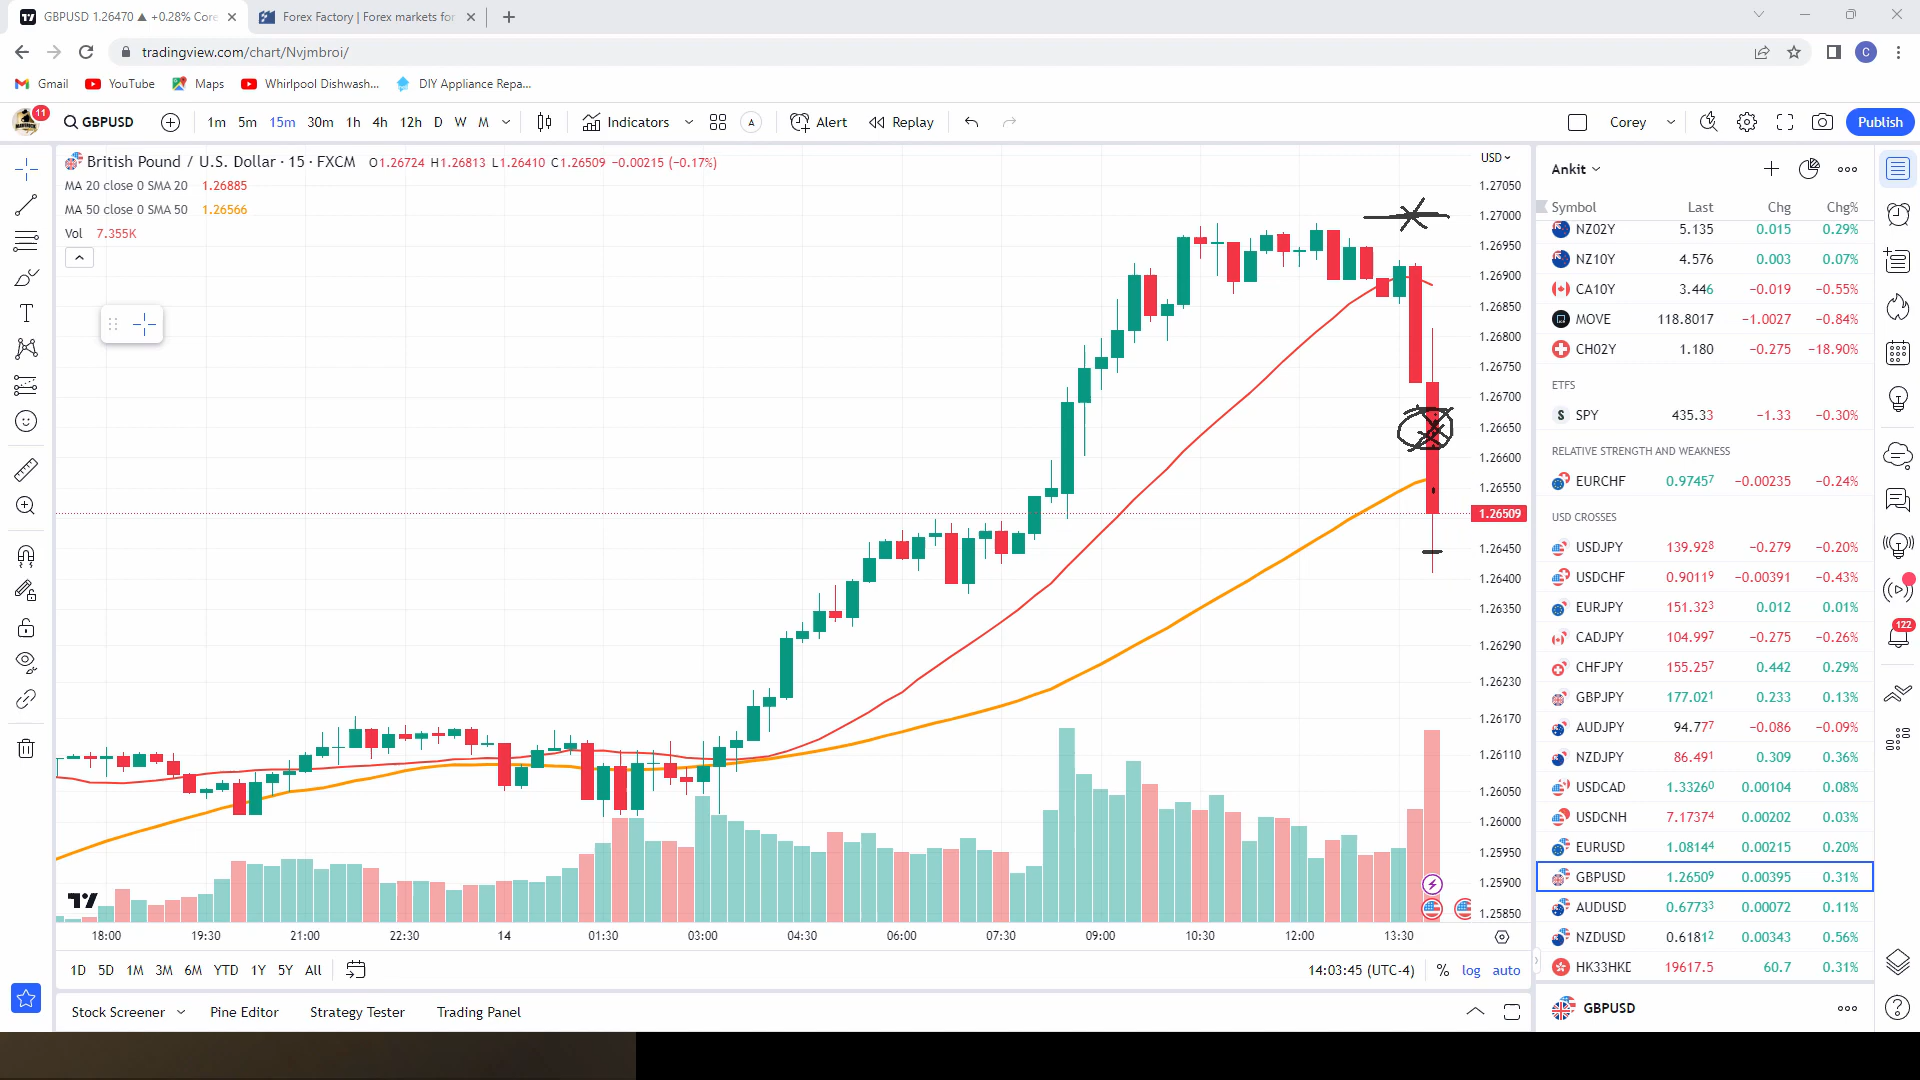 GBPUSD 1.26470 ▲ +0.28% Core
Forex Factory | Forex markets for
tradingview.com/chart/Nvjmbroi/
C
Gmail YouTube Maps Whirlpool Dishwash... DIY Appliance Repa...
11 GBPUSD 1m 5m 15m 30m 1h 4h 12h D W M Indicators A Alert Replay Corey Publish
British Pound / U.S. Dollar · 15 · FXCM O1.26724 H1.26813 L1.26410 C1.26509 −0.00215 (−0.17%)
MA 20 close 0 SMA 20 1.26885
MA 50 close 0 SMA 50 1.26566
Vol 7.355K
USD
1.27050
1.27000
1.26950
1.26900
1.26850
1.26800
1.26750
1.26700
1.26650
1.26600
1.26550
1.26509
1.26450
1.26400
1.26350
1.26290
1.26230
1.26170
1.26110
1.26050
1.26000
1.25950
1.25900
1.25850
18:00 19:30 21:00 22:30 14 01:30 03:00 04:30 06:00 07:30 09:00 10:30 12:00 13:30
1D 5D 1M 3M 6M YTD 1Y 5Y All 14:03:45 (UTC-4) % log auto
Stock Screener Pine Editor Strategy Tester Trading Panel
Ankit
Symbol Last Chg Chg%
NZ02Y 5.135 0.015 0.29%
NZ10Y 4.576 0.003 0.07%
CA10Y 3.446 −0.019 −0.55%
MOVE 118.8017 −1.0027 −0.84%
CH02Y 1.180 −0.275 −18.90%
ETFS
S SPY 435.33 −1.33 −0.30%
RELATIVE STRENGTH AND WEAKNESS
EURCHF 0.97457 −0.00235 −0.24%
USD CROSSES
USDJPY 139.928 −0.279 −0.20%
USDCHF 0.90119 −0.00391 −0.43%
EURJPY 151.323 0.012 0.01%
CADJPY 104.997 −0.275 −0.26%
CHFJPY 155.257 0.442 0.29%
GBPJPY 177.021 0.233 0.13%
AUDJPY 94.777 −0.086 −0.09%
NZDJPY 86.491 0.309 0.36%
USDCAD 1.33260 0.00104 0.08%
USDCNH 7.17374 0.00202 0.03%
EURUSD 1.08144 0.00215 0.20%
GBPUSD 1.26509 0.00395 0.31%
AUDUSD 0.67733 0.00072 0.11%
NZDUSD 0.61812 0.00343 0.56%
HK33HKD 19617.5 60.7 0.31%
GBPUSD
122